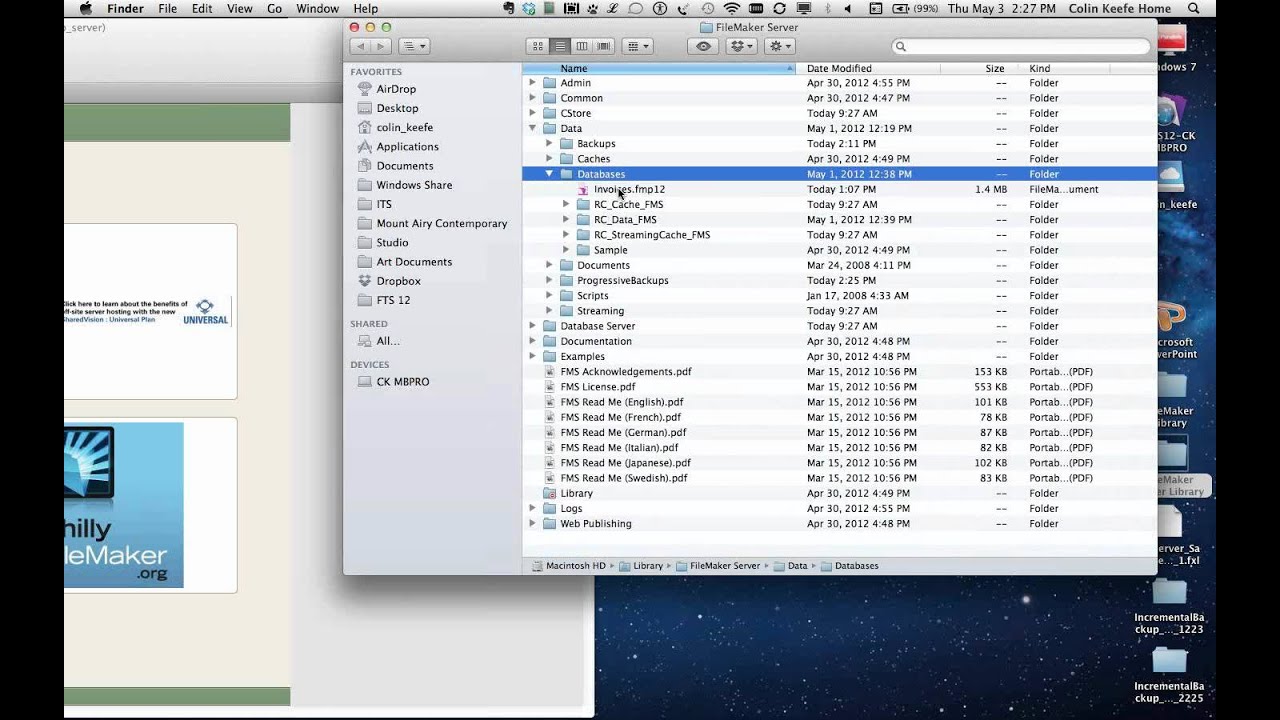 Finder File Edit View Go Window Help (99%) Thu May 3 2:27 PM Colin Keefe Home
_server)
FileMaker Server
FAVORITES
AirDrop
Desktop
colin_keefe
Applications
Documents
Windows Share
ITS
Mount Airy Contemporary
Studio
Art Documents
Dropbox
FTS 12
SHARED
All...
DEVICES
CK MBPRO
Name Date Modified Size Kind
Admin Apr 30, 2012 4:55 PM -- Folder
Common Apr 30, 2012 4:47 PM -- Folder
CStore Today 9:27 AM -- Folder
Data May 1, 2012 12:19 PM -- Folder
Backups Today 2:11 PM -- Folder
Caches Apr 30, 2012 4:49 PM -- Folder
Databases May 1, 2012 12:38 PM -- Folder
Invoices.fmp12 Today 1:07 PM 1.4 MB FileMa...ument
RC_Cache_FMS Today 9:27 AM -- Folder
RC_Data_FMS May 1, 2012 12:39 PM -- Folder
RC_StreamingCache_FMS Today 9:27 AM -- Folder
Sample Apr 30, 2012 4:49 PM -- Folder
Documents Mar 24, 2008 4:11 PM -- Folder
ProgressiveBackups Today 2:25 PM -- Folder
Scripts Jan 17, 2008 4:33 AM -- Folder
Streaming Today 9:27 AM -- Folder
Database Server Today 9:27 AM -- Folder
Documentation Apr 30, 2012 4:48 PM -- Folder
Examples Apr 30, 2012 4:48 PM -- Folder
FMS Acknowledgements.pdf Mar 15, 2012 10:56 PM 153 KB Portab...(PDF)
FMS License.pdf Mar 15, 2012 10:56 PM 553 KB Portab...(PDF)
FMS Read Me (English).pdf Mar 15, 2012 10:56 PM 101 KB Portab...(PDF)
FMS Read Me (French).pdf Mar 15, 2012 10:56 PM 78 KB Portab...(PDF)
FMS Read Me (German).pdf Mar 15, 2012 10:56 PM 87 KB Portab...(PDF)
FMS Read Me (Italian).pdf Mar 15, 2012 10:56 PM 82 KB Portab...(PDF)
FMS Read Me (Japanese).pdf Mar 15, 2012 10:56 PM 102 KB Portab...(PDF)
FMS Read Me (Swedish).pdf Mar 15, 2012 10:56 PM 83 KB Portab...(PDF)
Library Apr 30, 2012 4:49 PM -- Folder
Logs Apr 30, 2012 4:55 PM -- Folder
Web Publishing Apr 30, 2012 4:48 PM -- Folder
Macintosh HD Library FileMaker Server Data Databases
lick here to learn about the benefits of
off-site server hosting with the new
SharedVision : Universal Plan
UNIVERSAL
hilly
leMaker
.org
ndows 7
S12-CK
MBPRO
n_keefe
rosoft
verPoint
eMaker
ibrary
leMaker
er Library
erver_Sa
e_...1.fxl
IncrementalBa
ckup_..._1223
IncrementalBa
ckup_..._2225